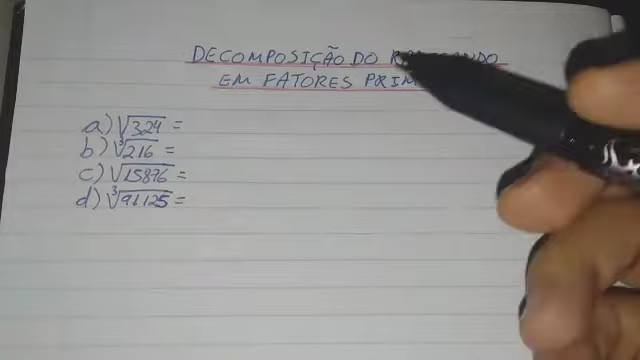 DECOMPOSIÇÃO DO
EM FATORES
a) √324 =
b) ∛216 =
c) √15876 =
d) ∛91125 =